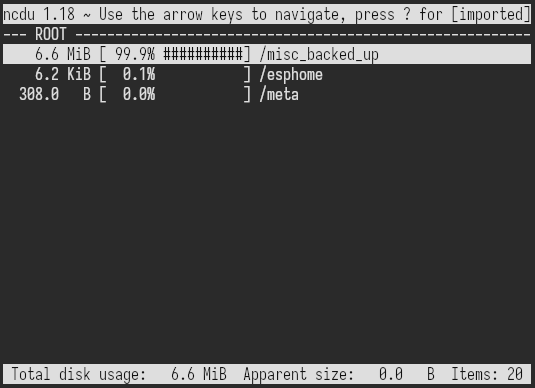 ncdu 1.18 ~ Use the arrow keys to navigate, press ? for [imported]
--- ROOT ---------------------------------------------------------
    6.6 MiB [ 99.9% ##########] /misc_backed_up
    6.2 KiB [  0.1%           ] /esphome
  308.0   B [  0.0%           ] /meta
 Total disk usage:   6.6 MiB  Apparent size:   0.0   B  Items: 20